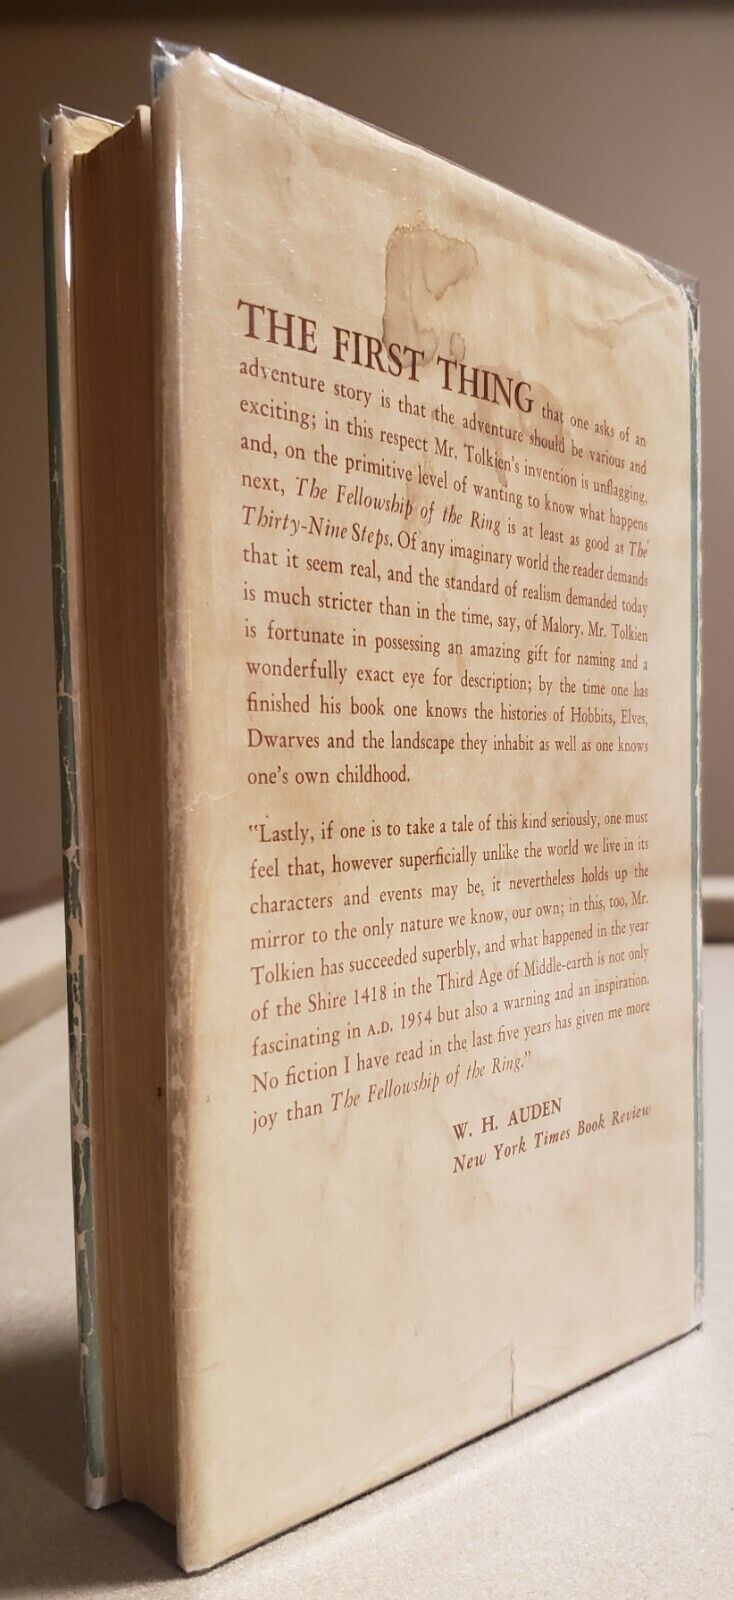 THE FIRST THING that one asks of an
adventure story is that the adventure should be various and
exciting; in this respect Mr. Tolkien's invention is unflagging,
and, on the primitive level of wanting to know what happens
next, The Fellowship of the Ring is at least as good as The
Thirty-Nine Steps. Of any imaginary world the reader demands
that it seem real, and the standard of realism demanded today
is much stricter than in the time, say, of Malory. Mr. Tolkien
is fortunate in possessing an amazing gift for naming and a
wonderfully exact eye for description; by the time one has
finished his book one knows the histories of Hobbits, Elves,
Dwarves and the landscape they inhabit as well as one knows
one's own childhood.
"Lastly, if one is to take a tale of this kind seriously, one must
feel that, however superficially unlike the world we live in its
characters and events may be, it nevertheless holds up the
mirror to the only nature we know, our own; in this, too, Mr.
Tolkien has succeeded superbly, and what happened in the year
of the Shire 1418 in the Third Age of Middle-earth is not only
fascinating in A.D. 1954 but also a warning and an inspiration.
No fiction I have read in the last five years has given me more
joy than The Fellowship of the Ring."
W. H. AUDEN
New York Times Book Review